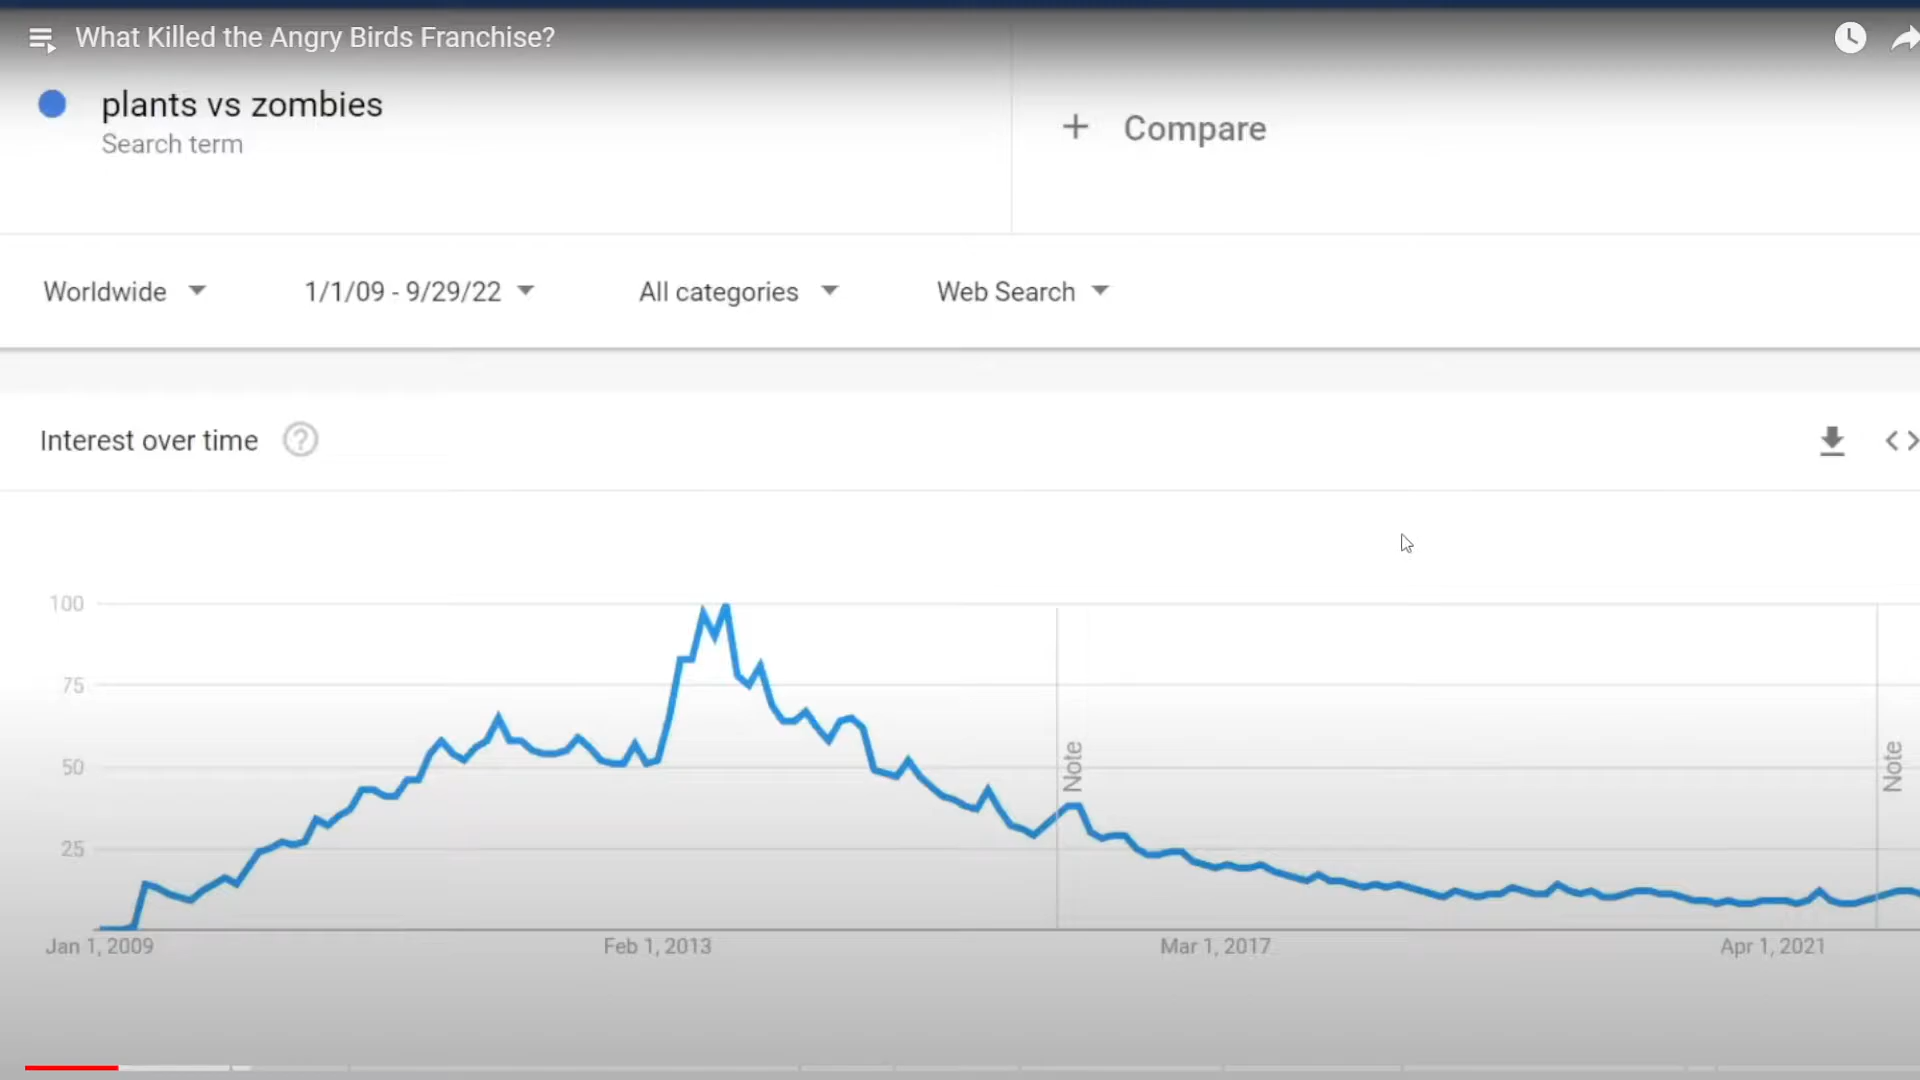 What Killed the Angry Birds Franchise?
plants vs zombies
Search term
+ Compare
Worldwide
1/1/09 - 9/29/22
All categories
Web Search
Interest over time
100
75
50
25
Note
Note
Jan 1, 2009
Feb 1, 2013
Mar 1, 2017
Apr 1, 2021